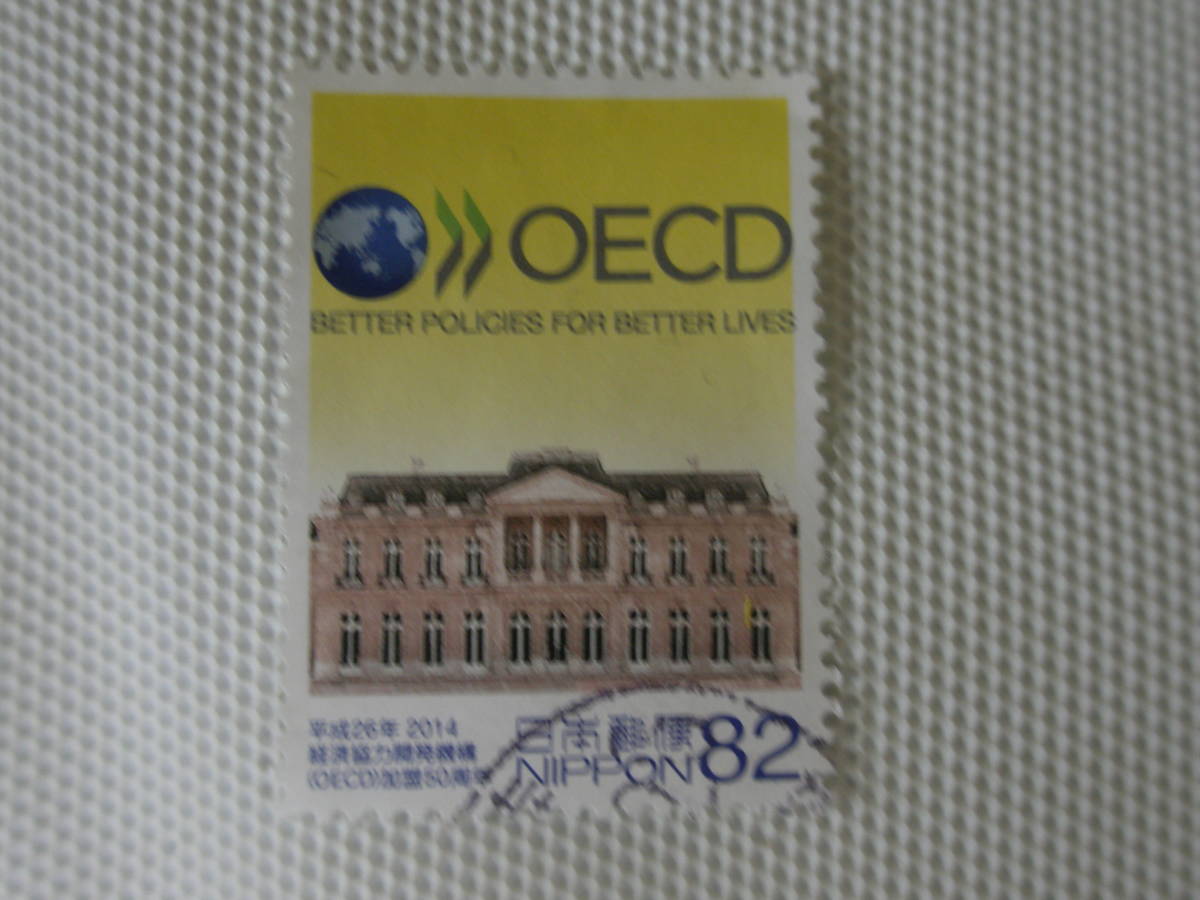 OECD
BETTER POLICIES FOR BETTER LIVES
平成26年 2014
経済協力開発機構
(OECD)加盟50周年
日本郵便
NIPPON 82